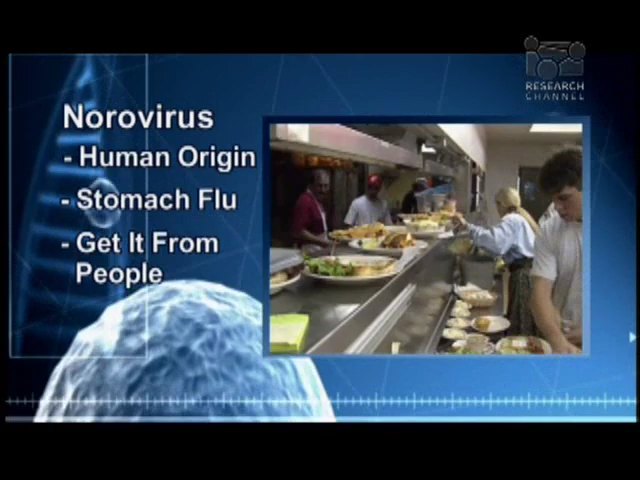 RESEARCH
CHANNEL
Norovirus
- Human Origin
- Stomach Flu
- Get It From
People